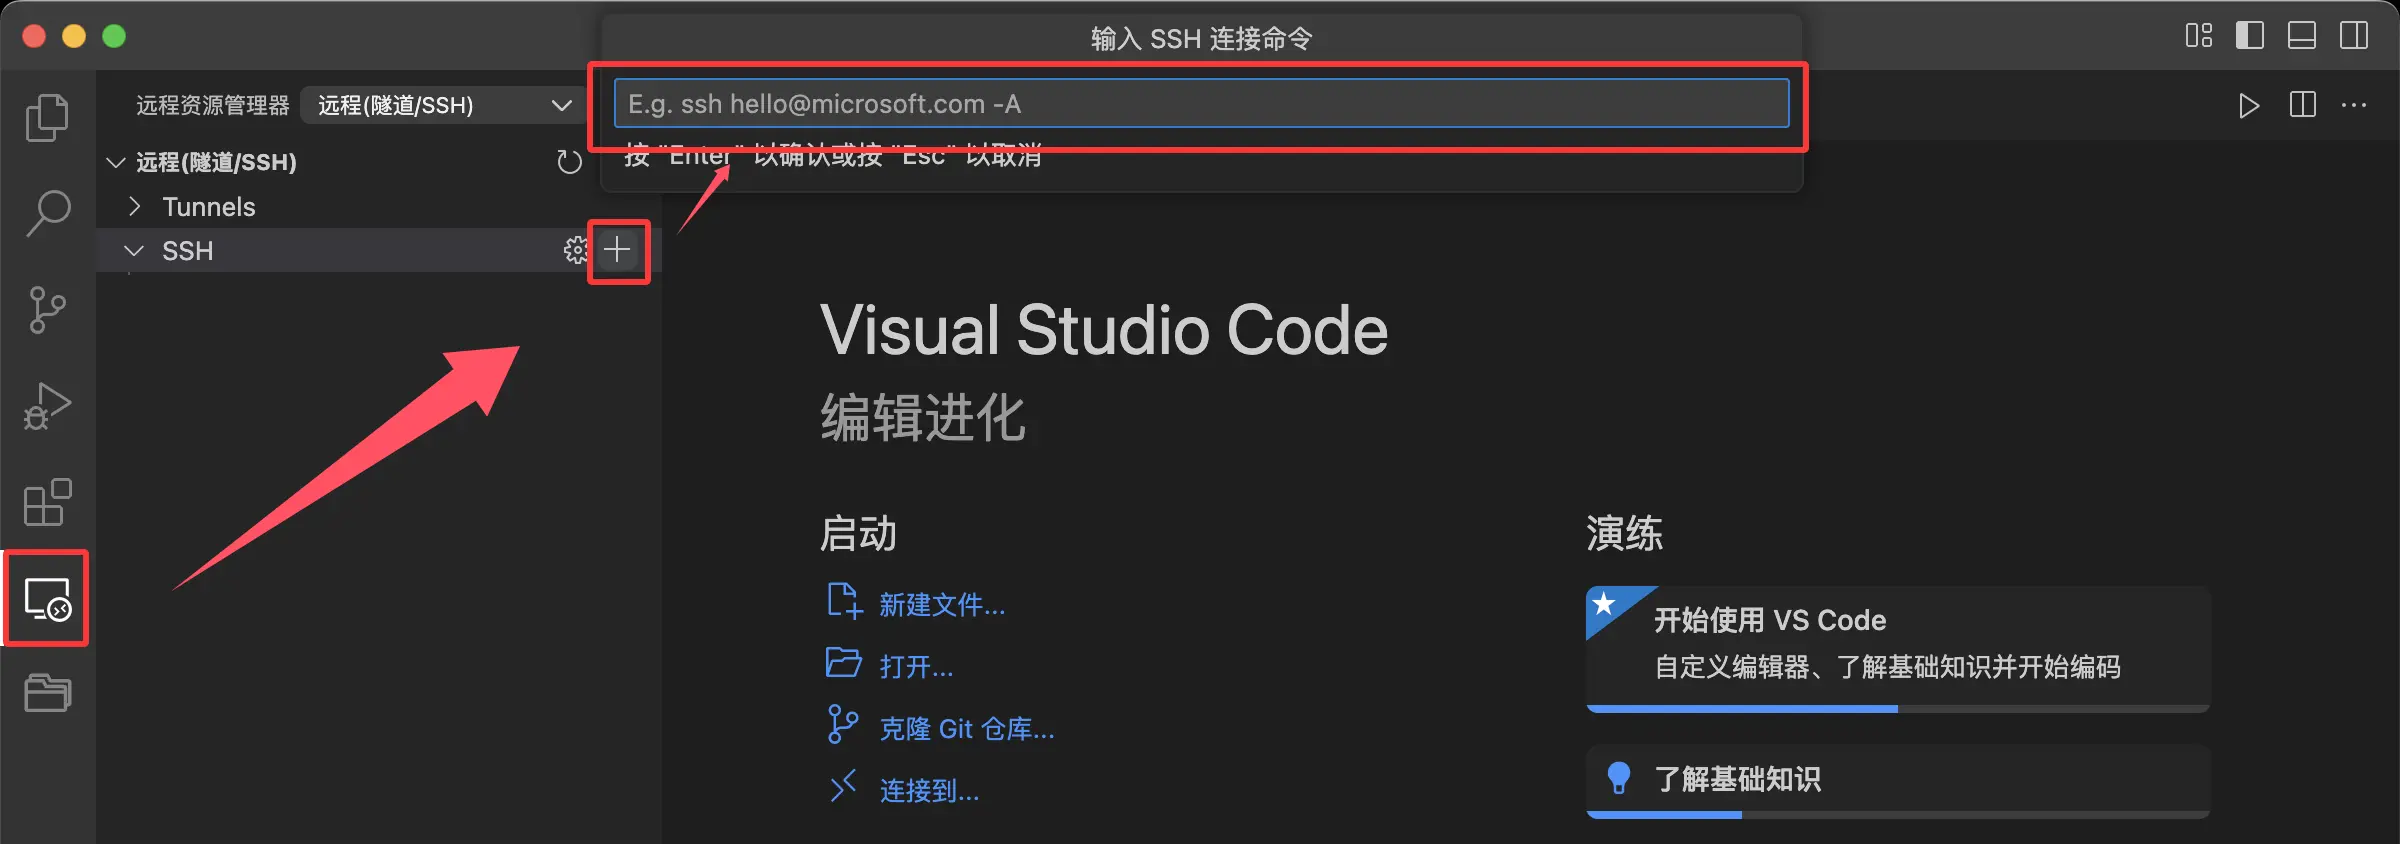 输入 SSH 连接命令
E.g. ssh hello@microsoft.com -A
按 "Enter" 以确认或按 "Esc" 以取消
远程资源管理器 远程(隧道/SSH)
远程(隧道/SSH)
Tunnels
SSH
Visual Studio Code
编辑进化
启动
新建文件...
打开...
克隆 Git 仓库...
连接到...
演练
开始使用 VS Code
自定义编辑器、了解基础知识并开始编码
了解基础知识